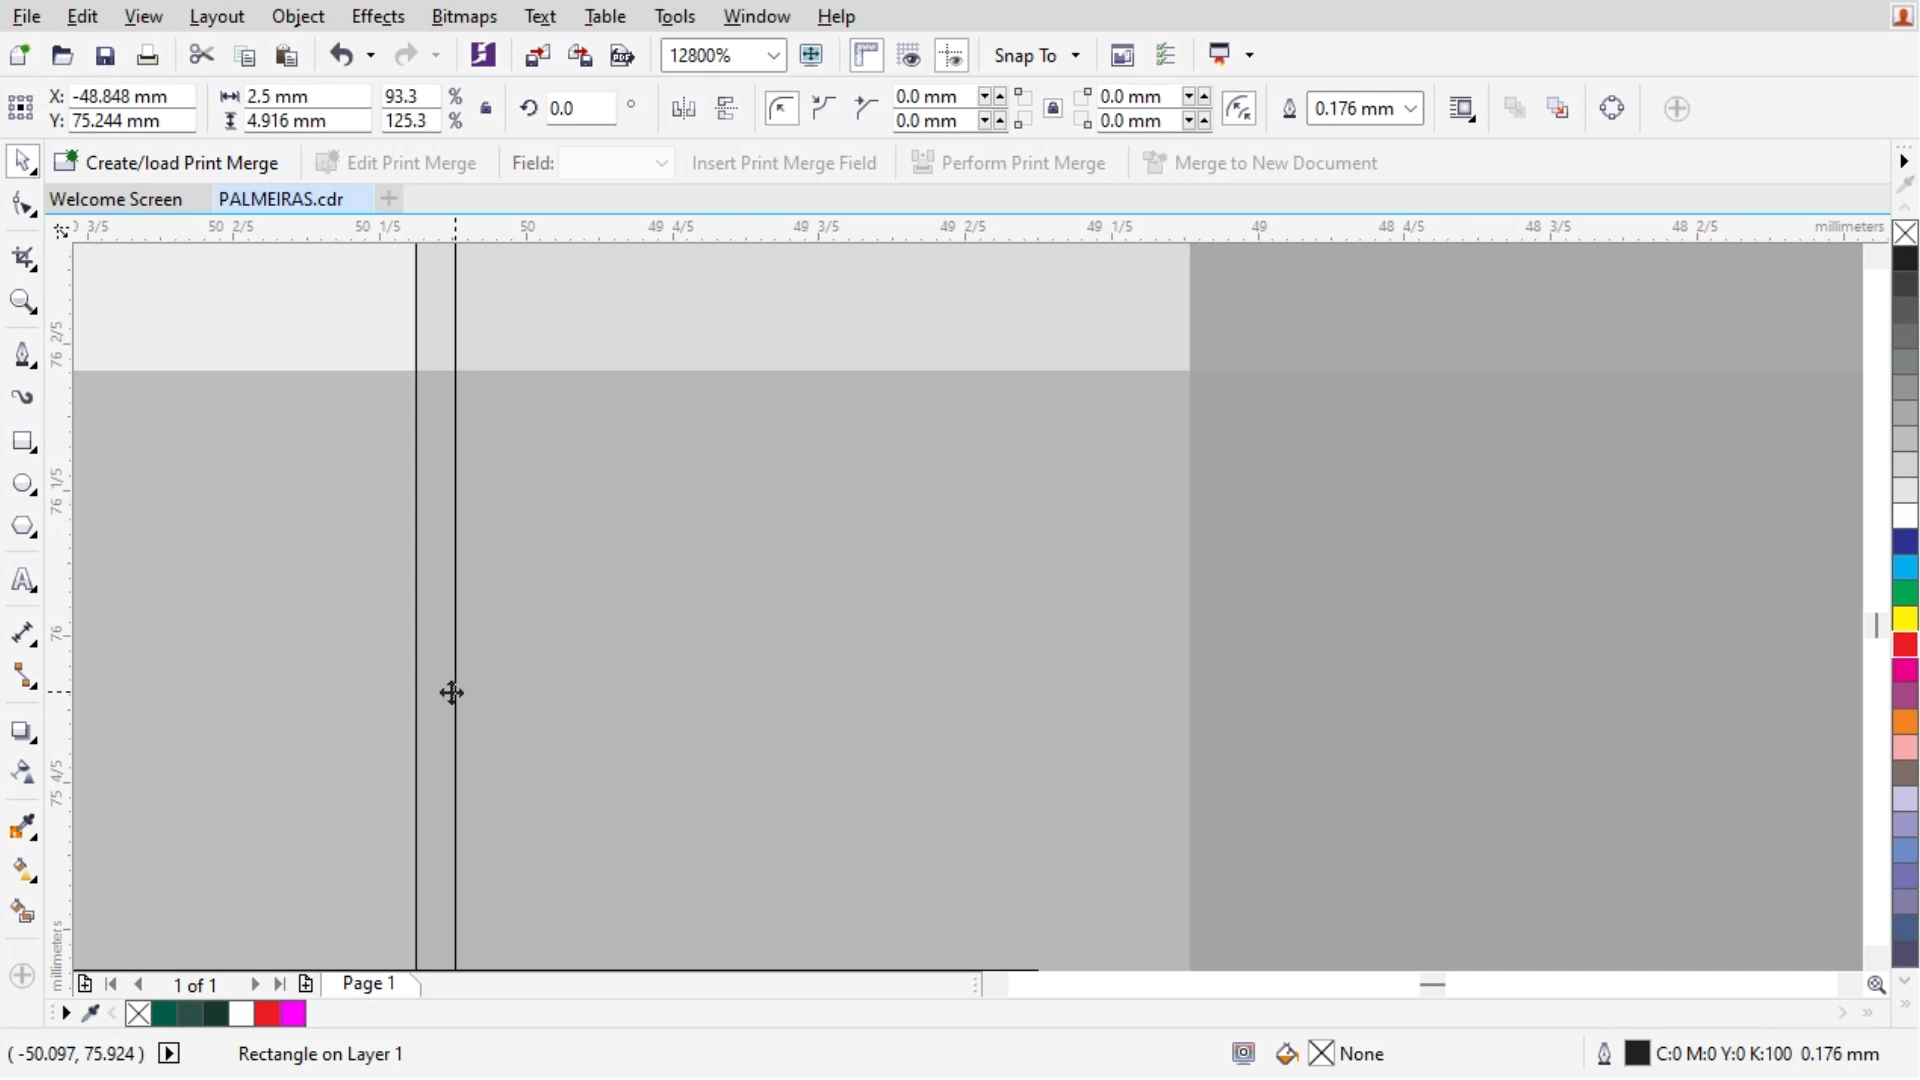 File Edit View Layout Object Effects Bitmaps Text Table Tools Window Help
12800% Snap To
X: -48.848 mm 2.5 mm 93.3 % 0.0 ° 0.0 mm 0.0 mm 0.176 mm
Y: 75.244 mm 4.916 mm 125.3 % 0.0 mm 0.0 mm
Create/load Print Merge Edit Print Merge Field: Insert Print Merge Field Perform Print Merge Merge to New Document
Welcome Screen PALMEIRAS.cdr
3/5 50 2/5 50 1/5 50 49 4/5 49 3/5 49 2/5 49 1/5 49 48 4/5 48 3/5 48 2/5 millimeters
76 2/5
76 1/5
76
75 4/5
millimeters
1 of 1 Page 1
( -50.097, 75.924 ) Rectangle on Layer 1 None C:0 M:0 Y:0 K:100 0.176 mm